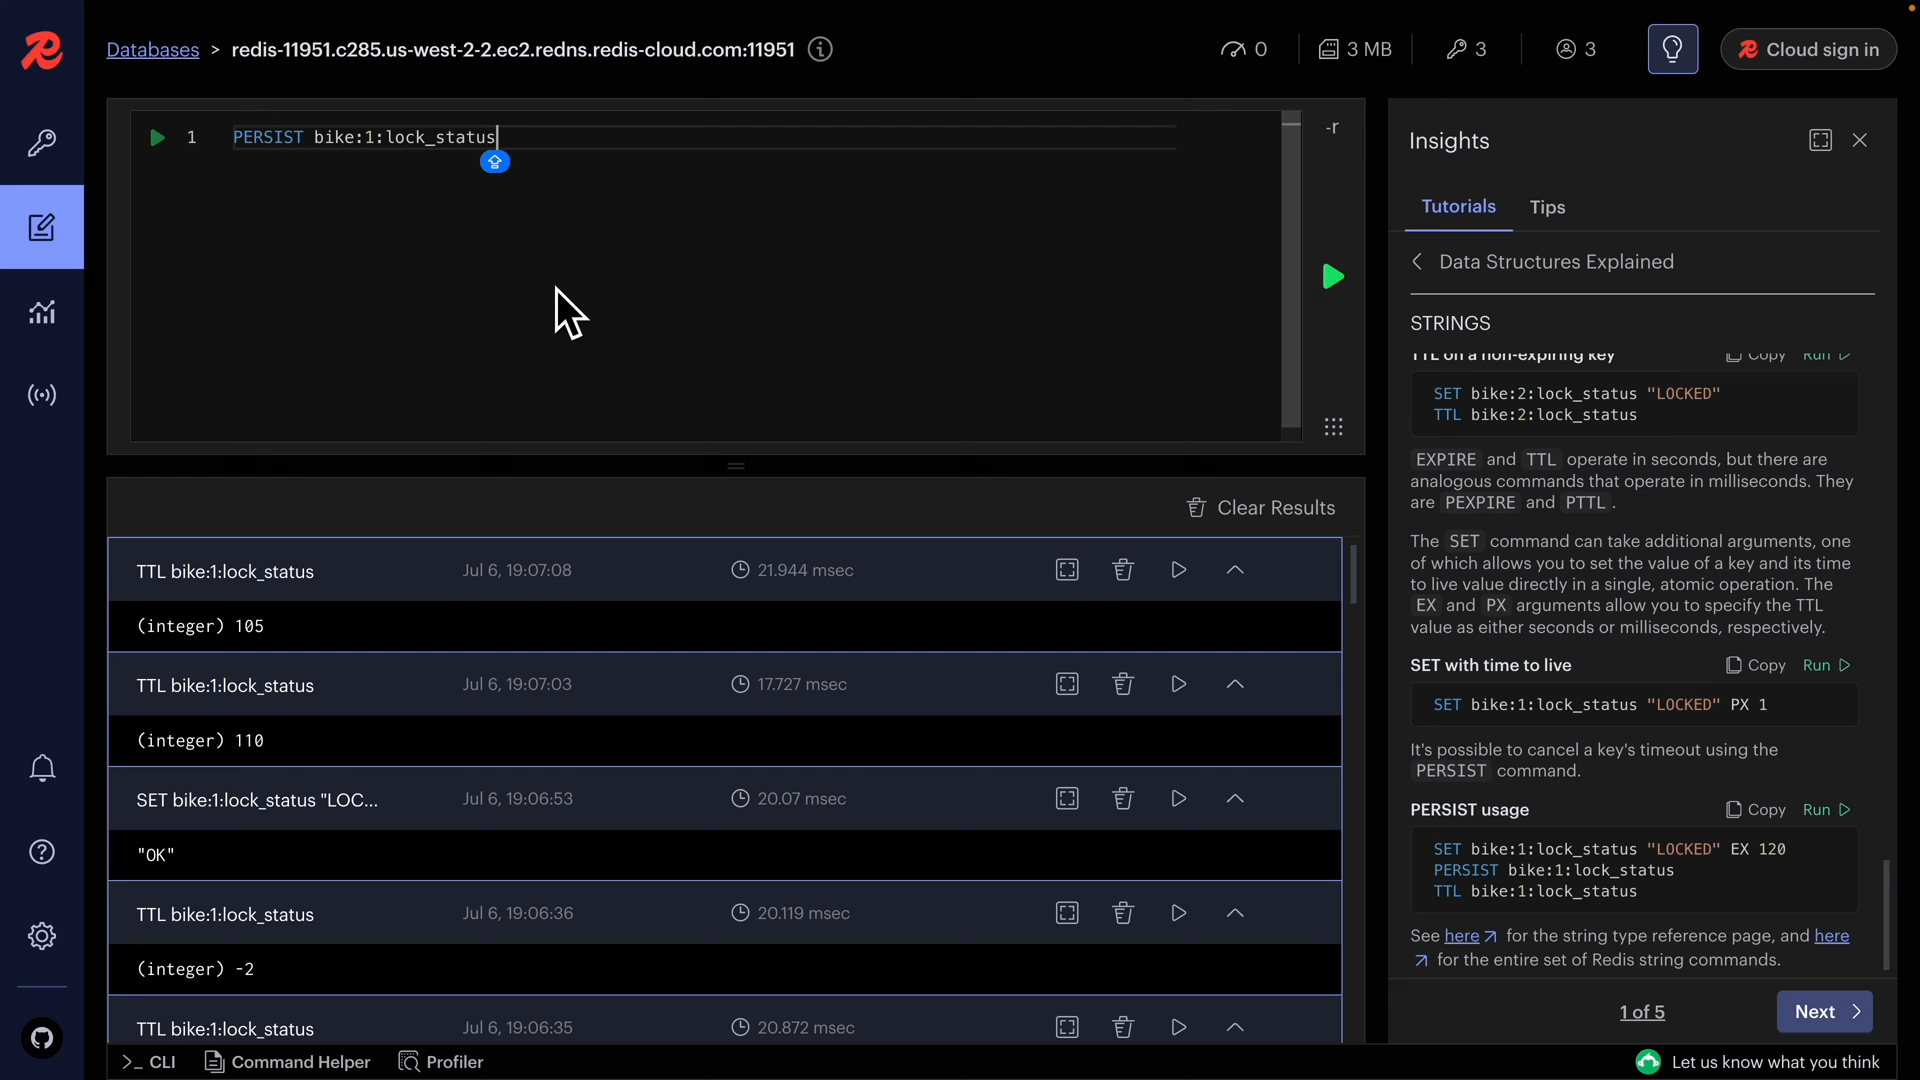 Databases > redis-11951.c285.us-west-2-2.ec2.redns.redis-cloud.com:11951
0
3 MB
3
3
Cloud sign in
1 PERSIST bike:1:lock_status
-r
Clear Results
TTL bike:1:lock_status Jul 6, 19:07:08 21.944 msec
(integer) 105
TTL bike:1:lock_status Jul 6, 19:07:03 17.727 msec
(integer) 110
SET bike:1:lock_status "LOC... Jul 6, 19:06:53 20.07 msec
"OK"
TTL bike:1:lock_status Jul 6, 19:06:36 20.119 msec
(integer) -2
TTL bike:1:lock_status Jul 6, 19:06:35 20.872 msec
>_ CLI
Command Helper
Profiler
Insights
Tutorials Tips
Data Structures Explained
STRINGS
TTL on a non-expiring key Copy Run
SET bike:2:lock_status "LOCKED"
TTL bike:2:lock_status
EXPIRE and TTL operate in seconds, but there are
analogous commands that operate in milliseconds. They
are PEXPIRE and PTTL.
The SET command can take additional arguments, one
of which allows you to set the value of a key and its time
to live value directly in a single, atomic operation. The
EX and PX arguments allow you to specify the TTL
value as either seconds or milliseconds, respectively.
SET with time to live Copy Run
SET bike:1:lock_status "LOCKED" PX 1
It's possible to cancel a key's timeout using the
PERSIST command.
PERSIST usage Copy Run
SET bike:1:lock_status "LOCKED" EX 120
PERSIST bike:1:lock_status
TTL bike:1:lock_status
See here for the string type reference page, and here
for the entire set of Redis string commands.
1 of 5
Next
Let us know what you think